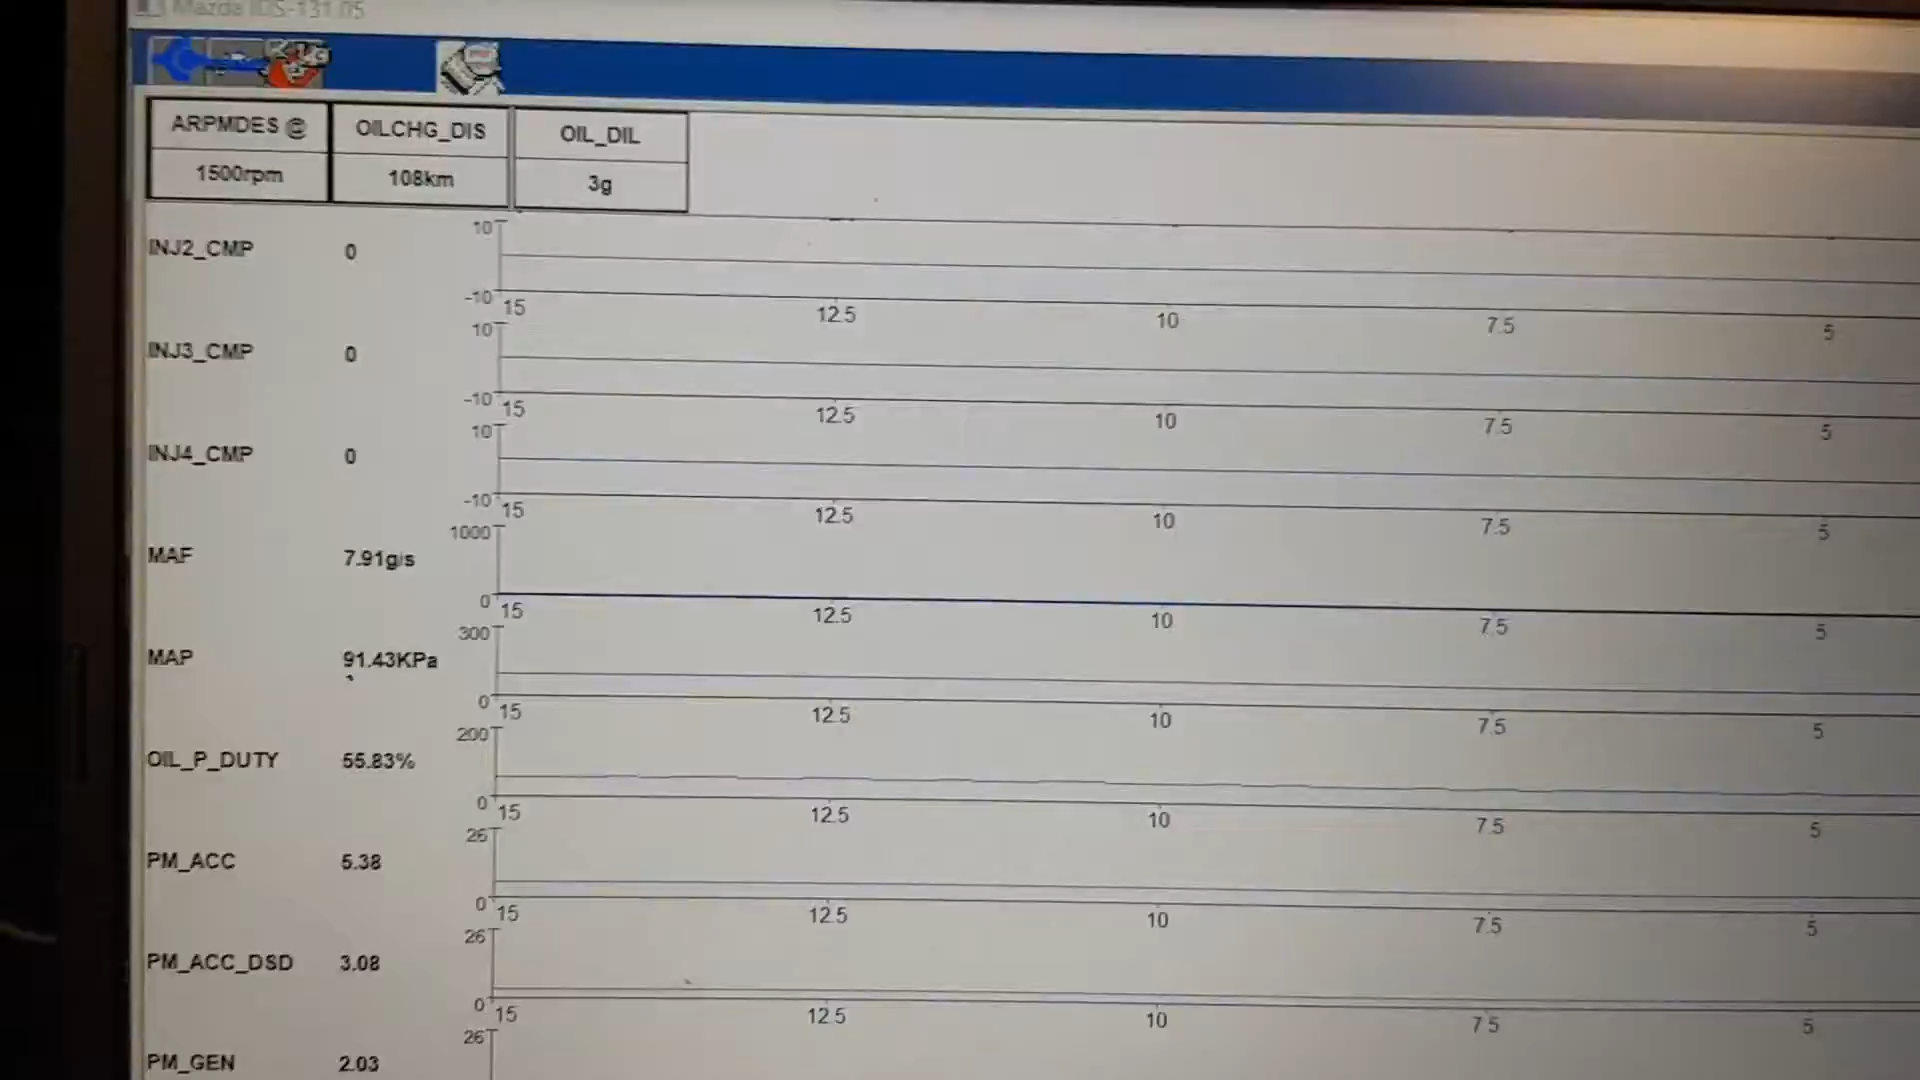 Mazda IDS-131.05
ARPMDES @ OILCHG_DIS OIL_DIL
1500rpm 108km 3g
INJ2_CMP 0 10
-10 15 12.5 10 7.5 5
INJ3_CMP 0 10
-10 15 12.5 10 7.5 5
INJ4_CMP 0 10
-10 15 12.5 10 7.5 5
MAF 7.91g/s 1000
0 15 12.5 10 7.5 5
MAP 91.43KPa 300
0 15 12.5 10 7.5 5
OIL_P_DUTY 55.83% 200
0 15 12.5 10 7.5 5
PM_ACC 5.38 26
0 15 12.5 10 7.5 5
PM_ACC_DSD 3.08 26
0 15 12.5 10 7.5 5
PM_GEN 2.03 26